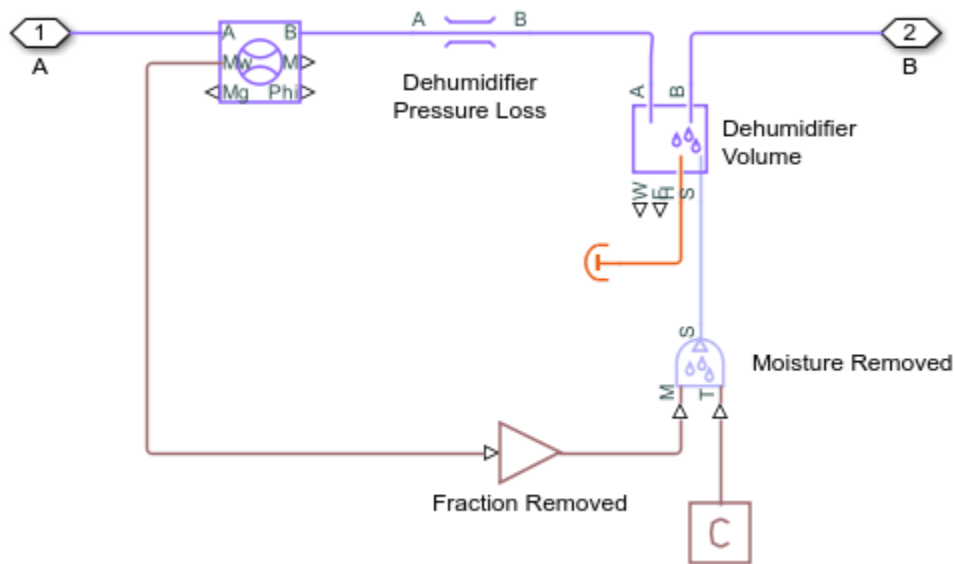 1
A
A
B
Mw
M
Mg
Phi
A
B
Dehumidifier
Pressure Loss
2
B
A
B
Dehumidifier
Volume
W
E
H
S
S
Moisture Removed
M
T
Fraction Removed
C